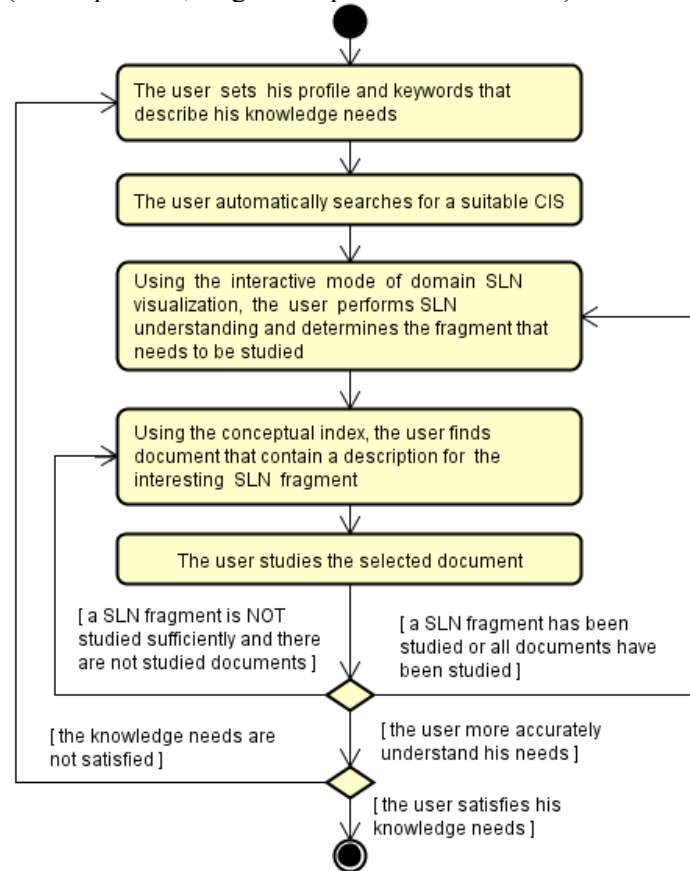 The user sets his profile and keywords that
describe his knowledge needs
The user automatically searches for a suitable CIS
Using the interactive mode of domain SLN
visualization, the user performs SLN
understanding and determines the fragment that
needs to be studied
Using the conceptual index, the user finds
document that contain a description for the
interesting SLN fragment
The user studies the selected document
[ a SLN fragment is NOT
studied sufficiently and there
are not studied documents ]
[ a SLN fragment has been
studied or all documents have
been studied ]
[ the knowledge needs are
not satisfied ]
[ the user more accurately
understand his needs ]
[ the user satisfies his
knowledge needs ]